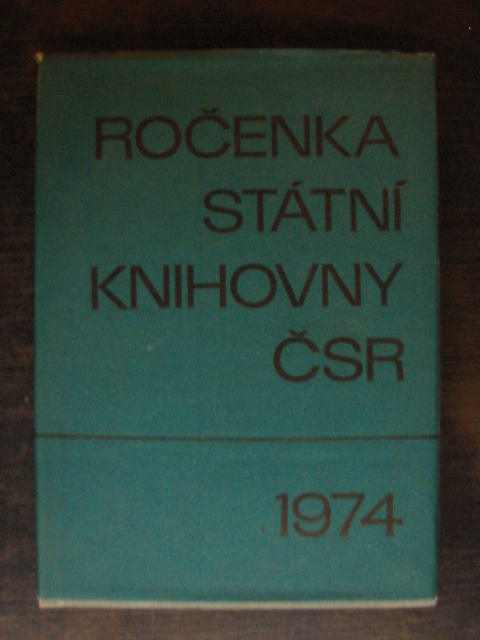 ROČENKA
STÁTNÍ
KNIHOVNY
ČSR
1974